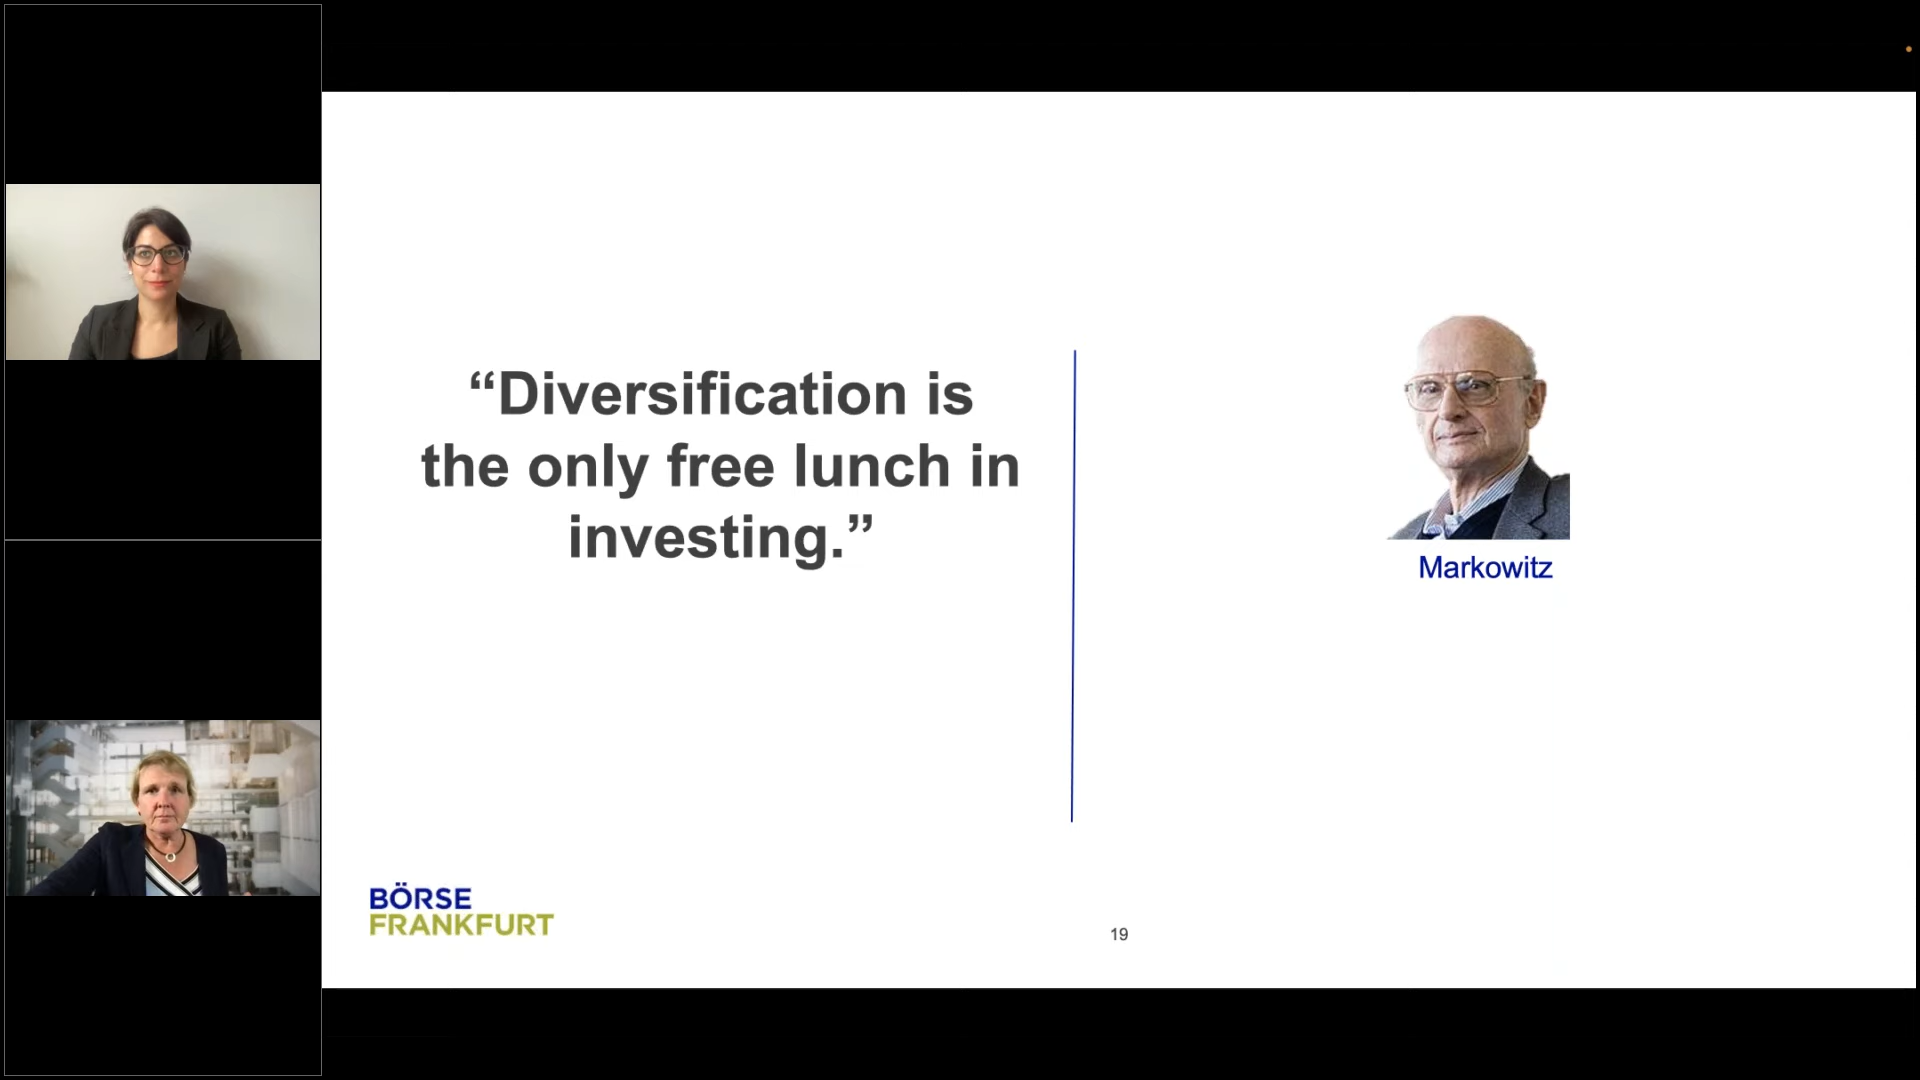 “Diversification is
the only free lunch in
investing.”
Markowitz
BÖRSE
FRANKFURT
19